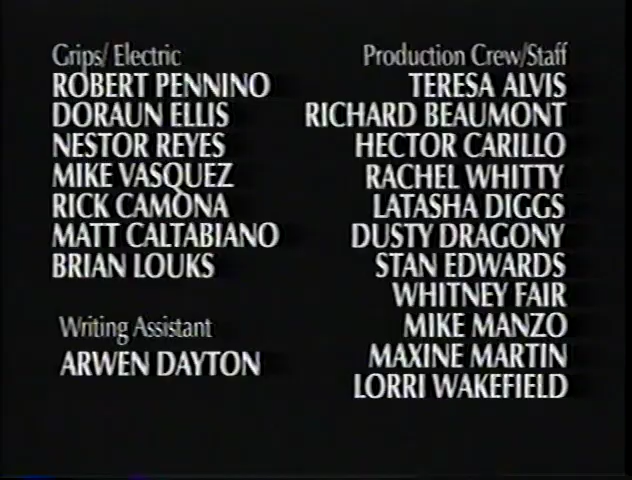 Grips/ Electric
ROBERT PENNINO
DORAUN ELLIS
NESTOR REYES
MIKE VASQUEZ
RICK CAMONA
MATT CALTABIANO
BRIAN LOUKS
Writing Assistant
ARWEN DAYTON
Production Crew/Staff
TERESA ALVIS
RICHARD BEAUMONT
HECTOR CARILLO
RACHEL WHITTY
LATASHA DIGGS
DUSTY DRAGONY
STAN EDWARDS
WHITNEY FAIR
MIKE MANZO
MAXINE MARTIN
LORRI WAKEFIELD